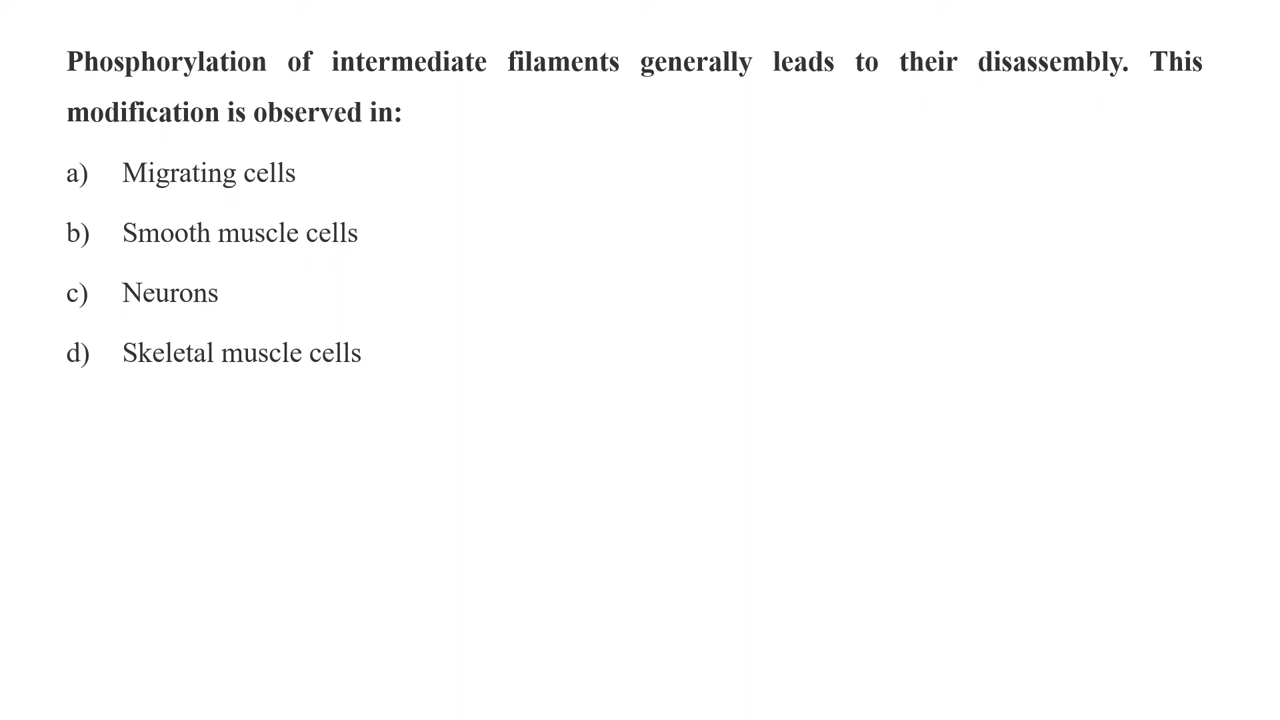 Phosphorylation of intermediate filaments generally leads to their disassembly. This
modification is observed in:
a) Migrating cells
b) Smooth muscle cells
c) Neurons
d) Skeletal muscle cells